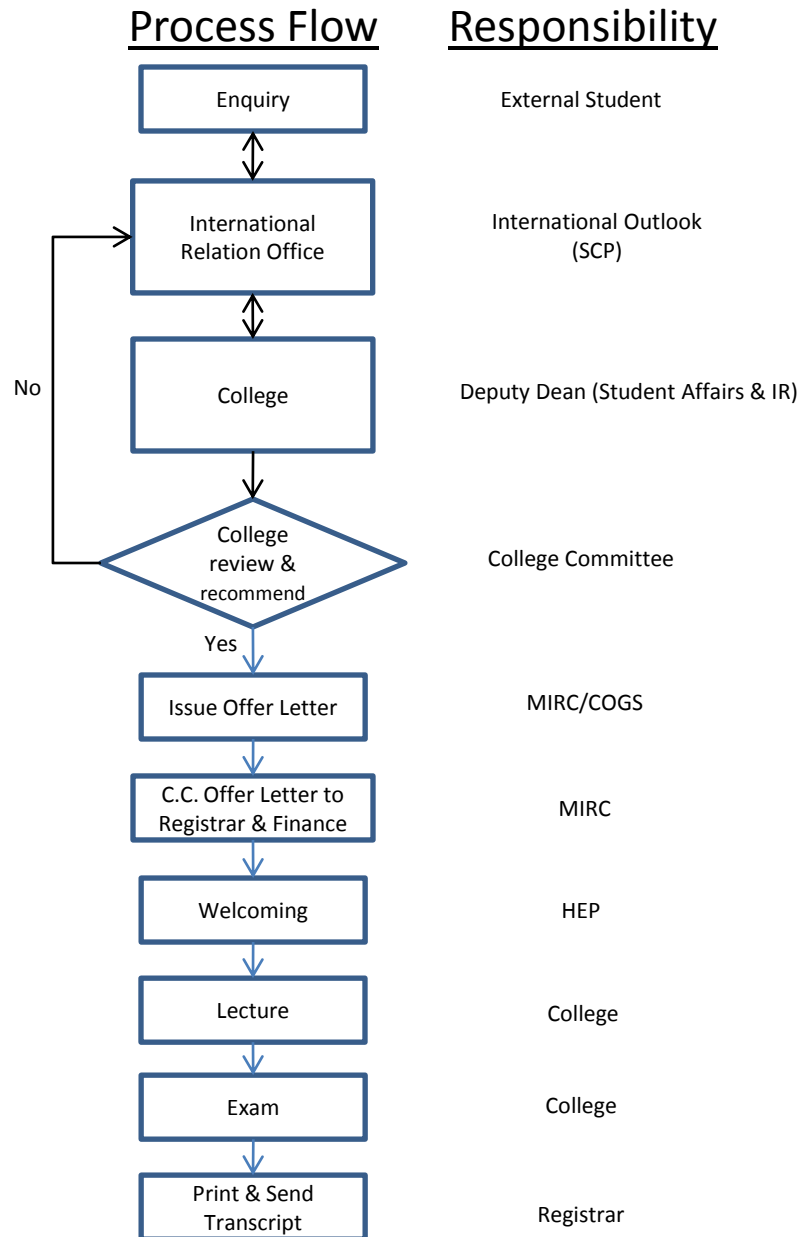 Process Flow Responsibility
Enquiry
External Student
International
Relation Office
International Outlook
(SCP)
No
College
Deputy Dean (Student Affairs & IR)
College
review &
recommend
College Committee
Yes
Issue Offer Letter
MIRC/COGS
C.C. Offer Letter to
Registrar & Finance
MIRC
Welcoming
HEP
Lecture
College
Exam
College
Print & Send
Transcript
Registrar